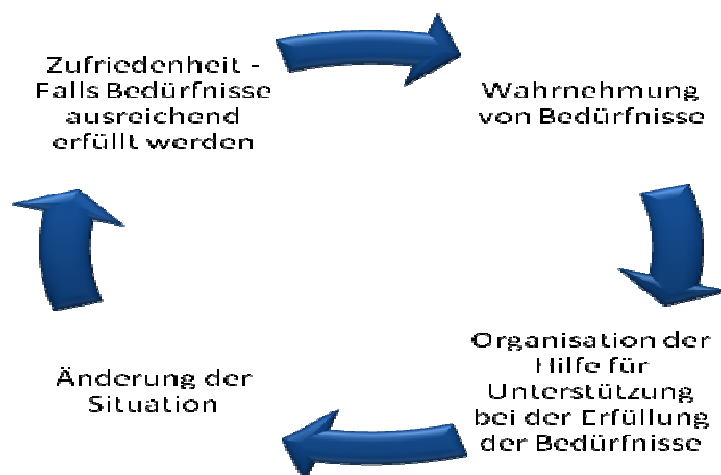 Zufriedenheit -
Falls Bedürfnisse
ausreichend
erfüllt werden
Wahrnehmung
von Bedürfnisse
Organisation der
Hilfe für
Unterstützung
bei der Erfüllung
der Bedürfnisse
Änderung der
Situation